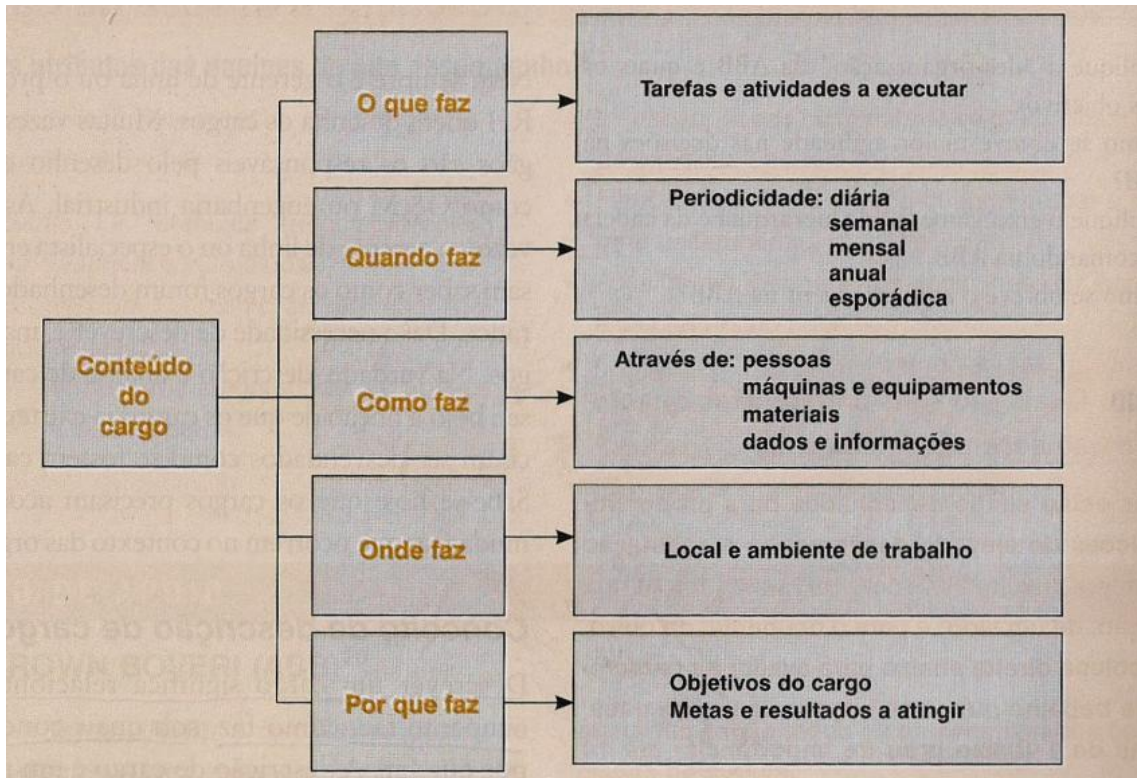 O que faz
Tarefas e atividades a executar
Quando faz
Periodicidade: diária
semanal
mensal
anual
esporádica
Conteúdo
do
cargo
Como faz
Através de: pessoas
máquinas e equipamentos
materiais
dados e informações
Onde faz
Local e ambiente de trabalho
Por que faz
Objetivos do cargo
Metas e resultados a atingir